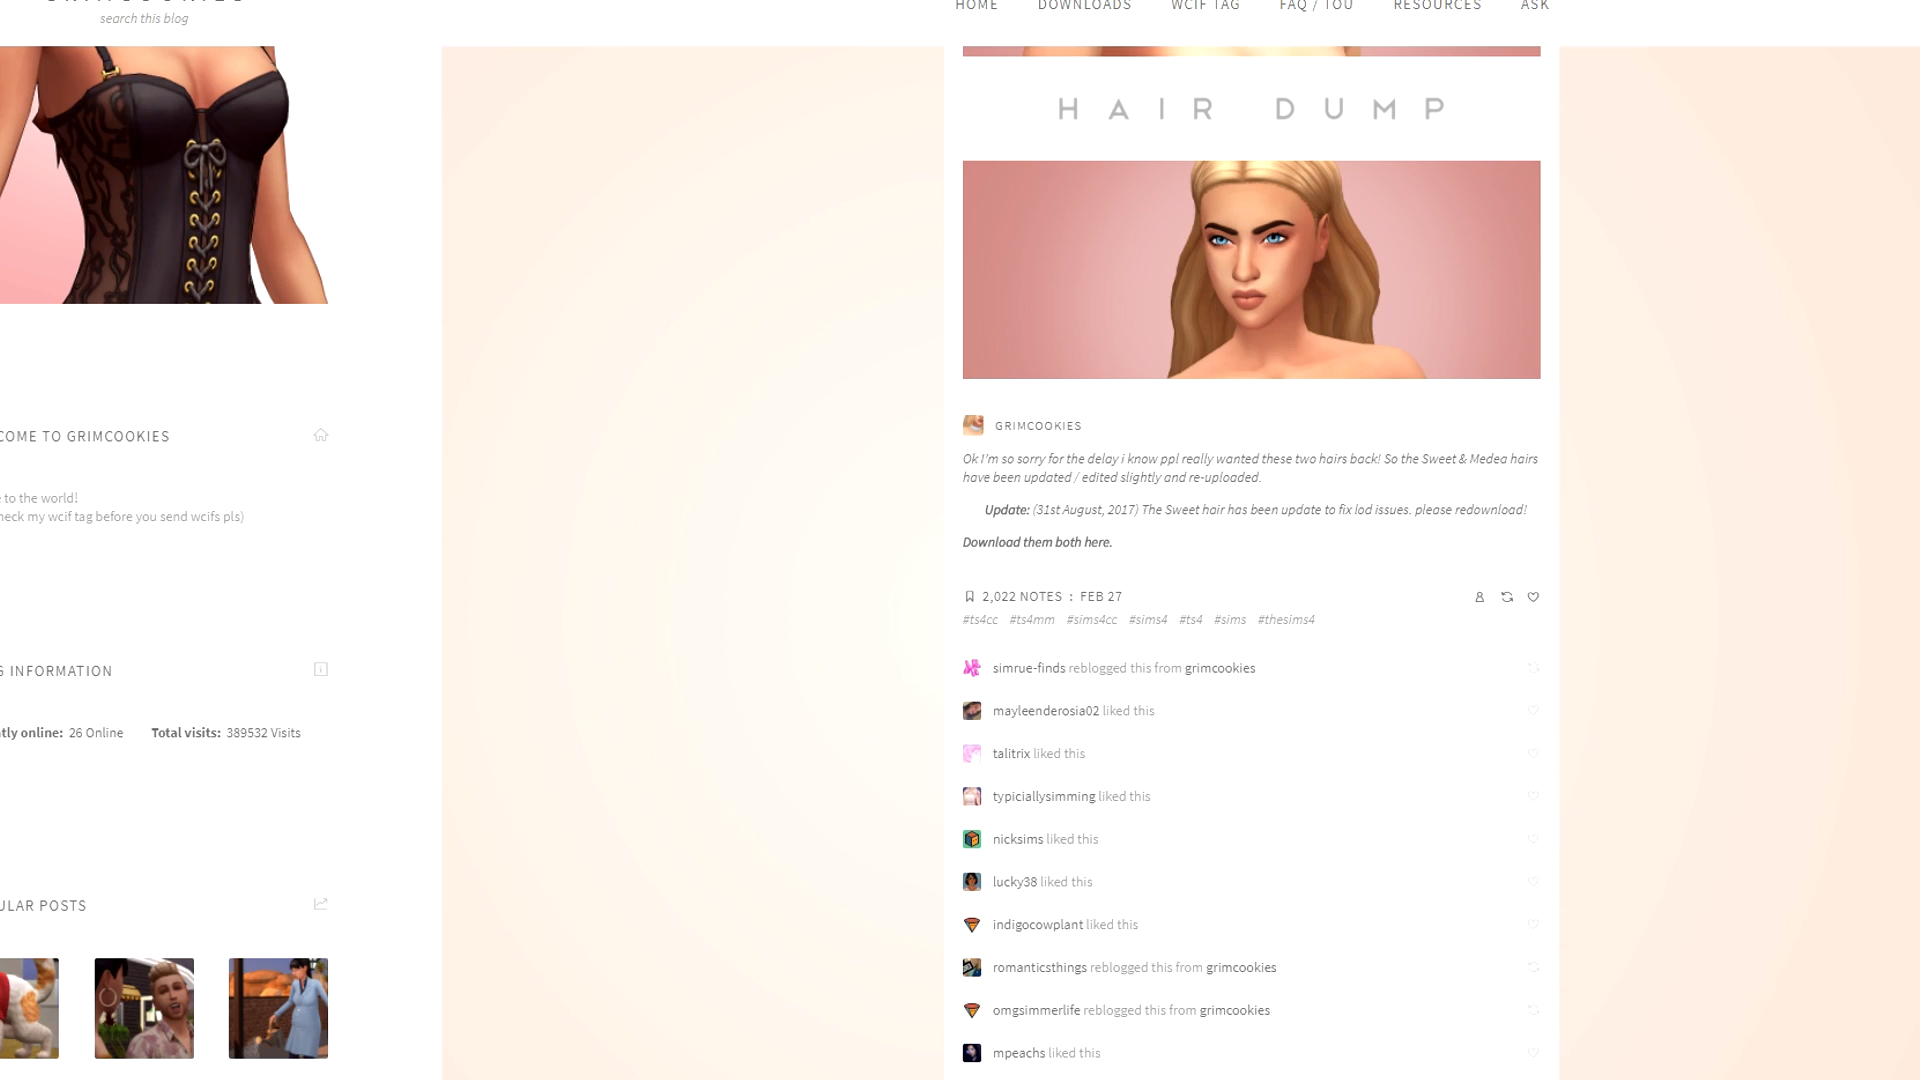 search this blog
HOME DOWNLOADS WCIF TAG FAQ / TOU RESOURCES ASK
HAIR DUMP
COME TO GRIMCOOKIES
to the world!
heck my wcif tag before you send wcifs pls)
INFORMATION
tly online: 26 Online Total visits: 389532 Visits
ULAR POSTS
GRIMCOOKIES
Ok I'm so sorry for the delay i know ppl really wanted these two hairs back! So the Sweet & Medea hairs
have been updated / edited slightly and re-uploaded.
Update: (31st August, 2017) The Sweet hair has been update to fix lod issues. please redownload!
Download them both here.
2,022 NOTES : FEB 27
#ts4cc #ts4mm #sims4cc #sims4 #ts4 #sims #thesims4
simrue-finds reblogged this from grimcookies
mayleenderosia02 liked this
talitrix liked this
typiciallysimming liked this
nicksims liked this
lucky38 liked this
indigocowplant liked this
romanticsthings reblogged this from grimcookies
omgsimmerlife reblogged this from grimcookies
mpeachs liked this